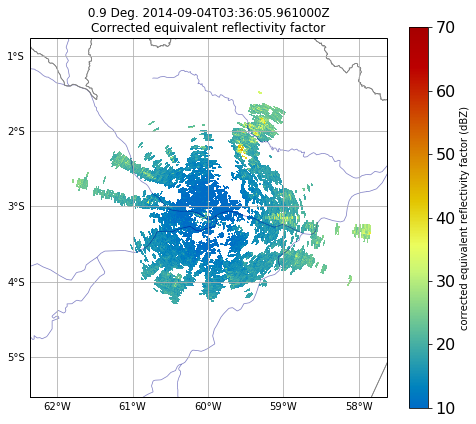 0.9 Deg. 2014-09-04T03:36:05.961000Z
Corrected equivalent reflectivity factor
1°S
2°S
3°S
4°S
5°S
62°W 61°W 60°W 59°W 58°W
70
60
50
40
30
20
10
corrected equivalent reflectivity factor (dBZ)